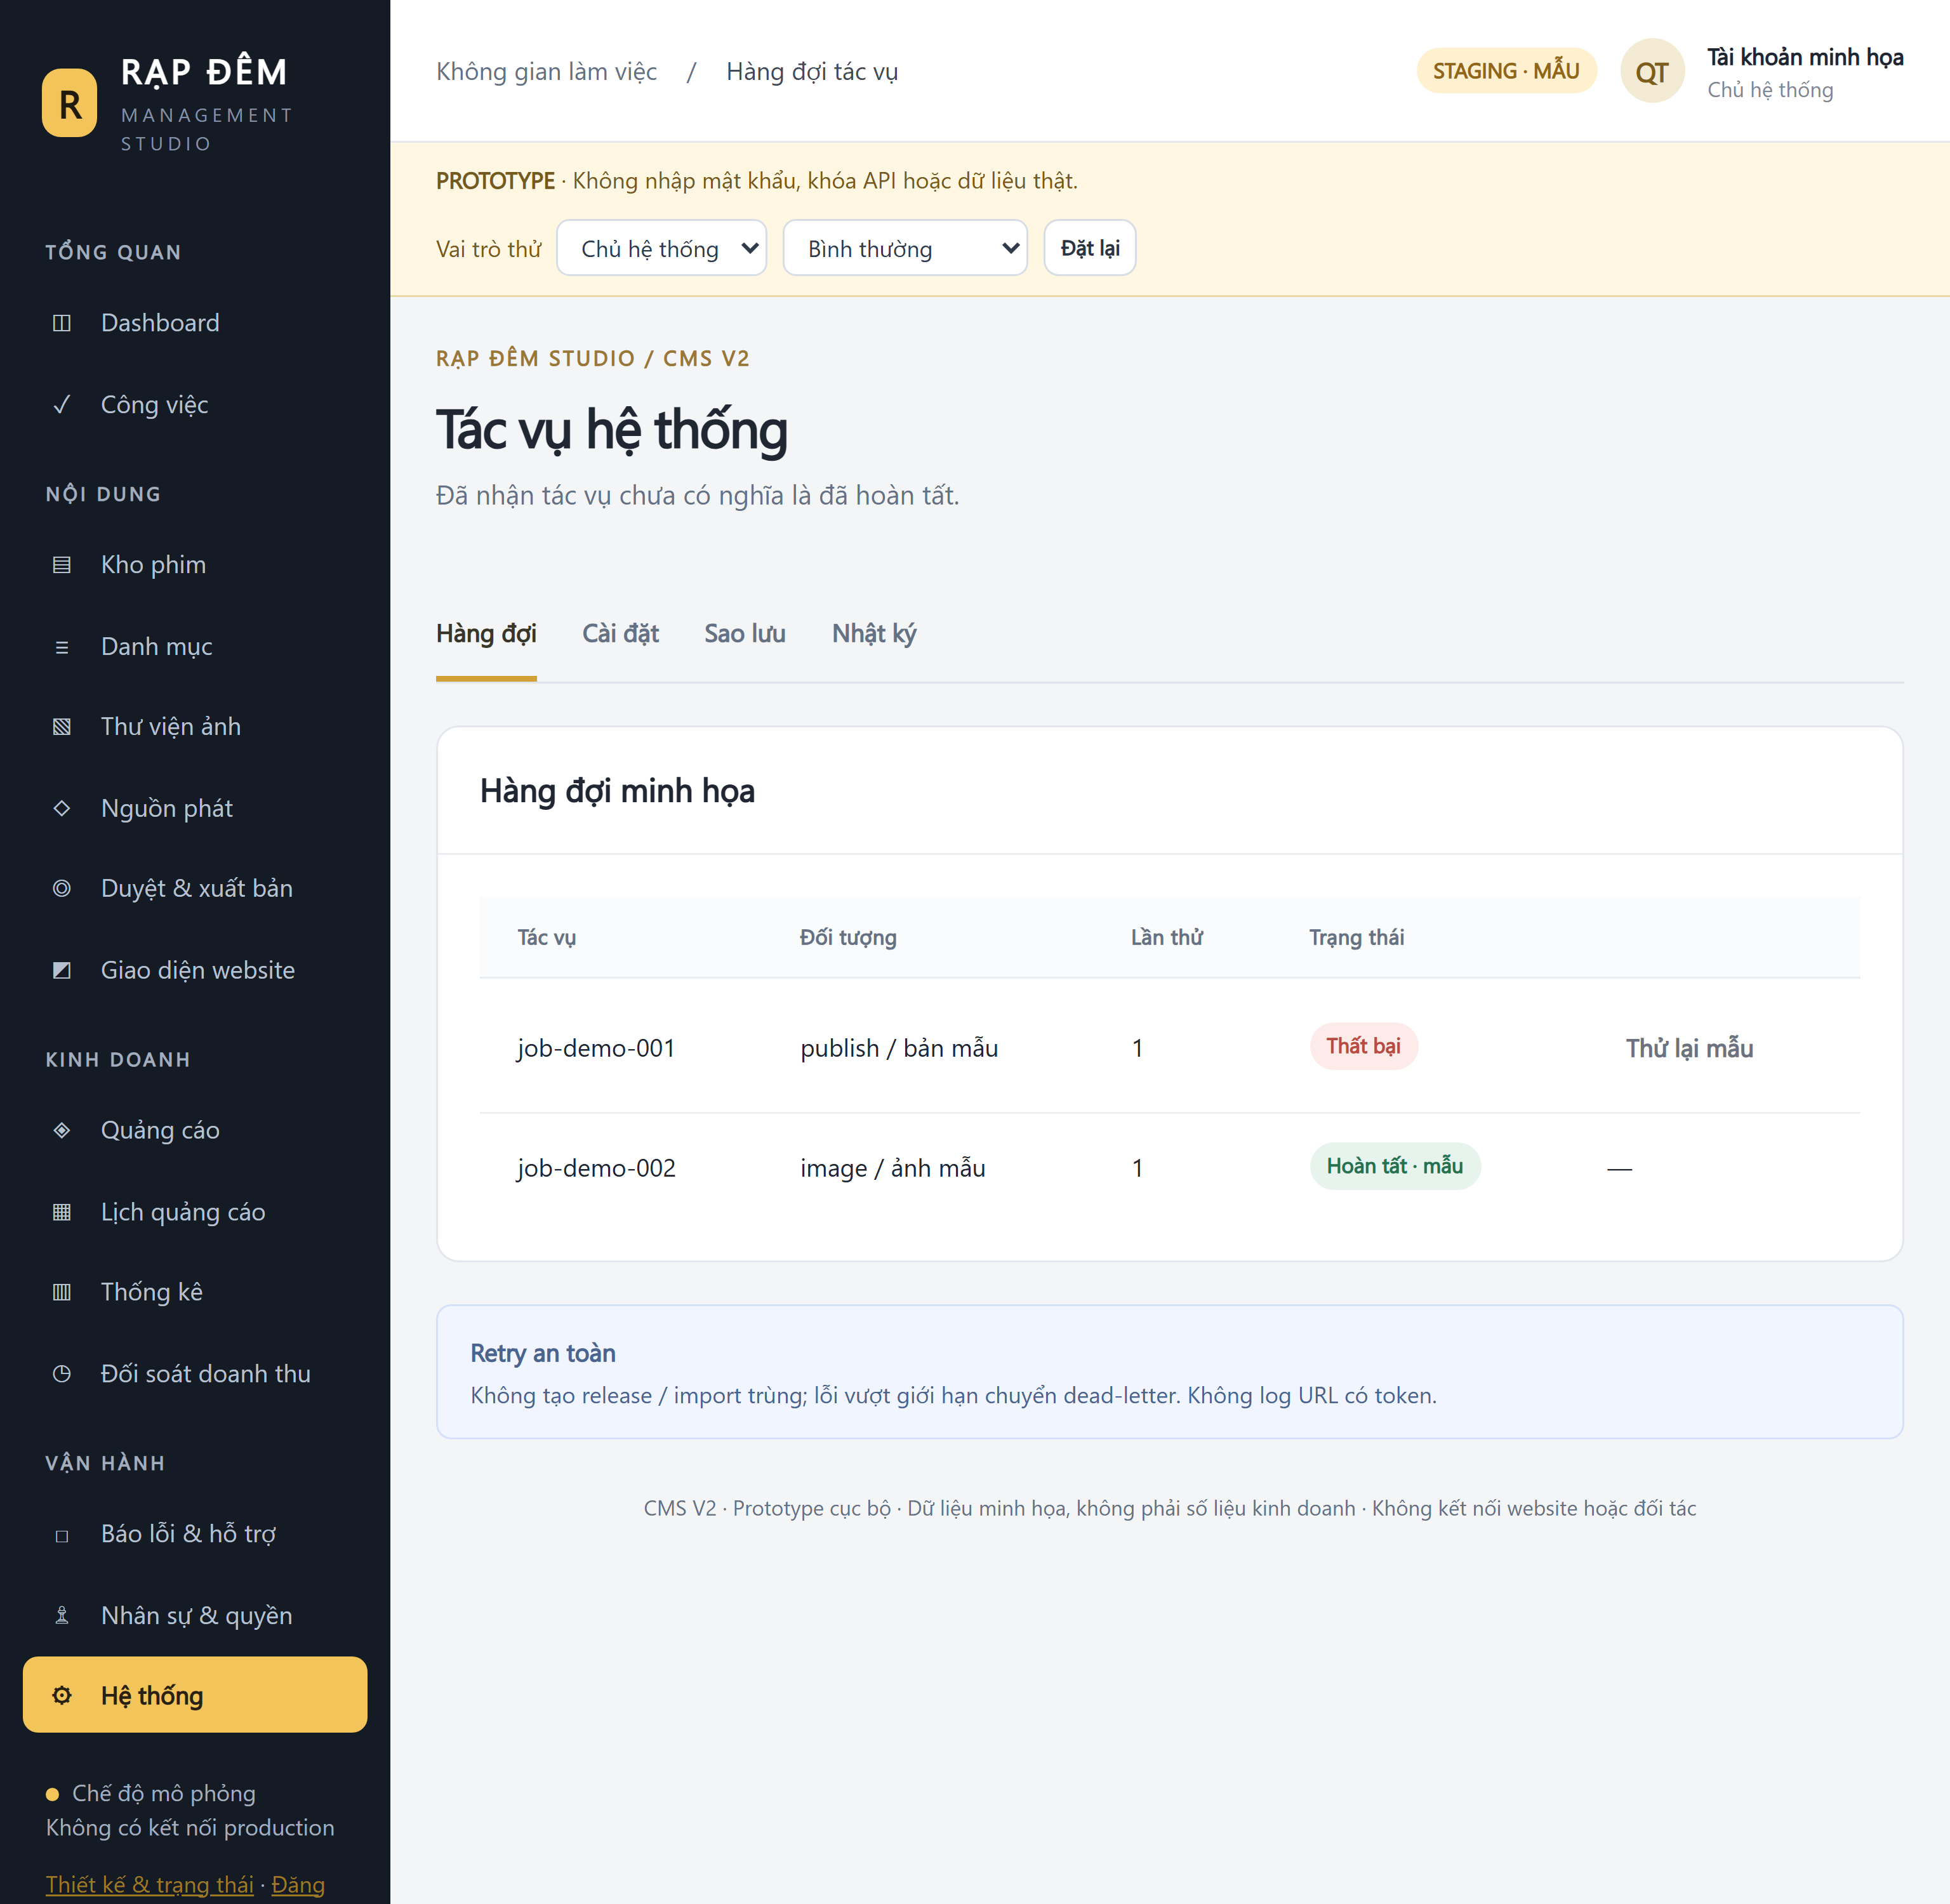 R
RẠP ĐÊM
MANAGEMENT
STUDIO
TỔNG QUAN
Dashboard
Công việc
NỘI DUNG
Kho phim
Danh mục
Thư viện ảnh
Nguồn phát
Duyệt & xuất bản
Giao diện website
KINH DOANH
Quảng cáo
Lịch quảng cáo
Thống kê
Đối soát doanh thu
VẬN HÀNH
Báo lỗi & hỗ trợ
Nhân sự & quyền
Hệ thống
Chế độ mô phỏng
Không có kết nối production
Thiết kế & trạng thái · Đăng
Không gian làm việc / Hàng đợi tác vụ
STAGING · MẪU
QT
Tài khoản minh họa
Chủ hệ thống
PROTOTYPE · Không nhập mật khẩu, khóa API hoặc dữ liệu thật.
Vai trò thử Chủ hệ thống Bình thường Đặt lại
RẠP ĐÊM STUDIO / CMS V2
Tác vụ hệ thống
Đã nhận tác vụ chưa có nghĩa là đã hoàn tất.
Hàng đợi Cài đặt Sao lưu Nhật ký
Hàng đợi minh họa
Tác vụ Đối tượng Lần thử Trạng thái
job-demo-001 publish / bản mẫu 1 Thất bại Thử lại mẫu
job-demo-002 image / ảnh mẫu 1 Hoàn tất · mẫu —
Retry an toàn
Không tạo release / import trùng; lỗi vượt giới hạn chuyển dead-letter. Không log URL có token.
CMS V2 · Prototype cục bộ · Dữ liệu minh họa, không phải số liệu kinh doanh · Không kết nối website hoặc đối tác